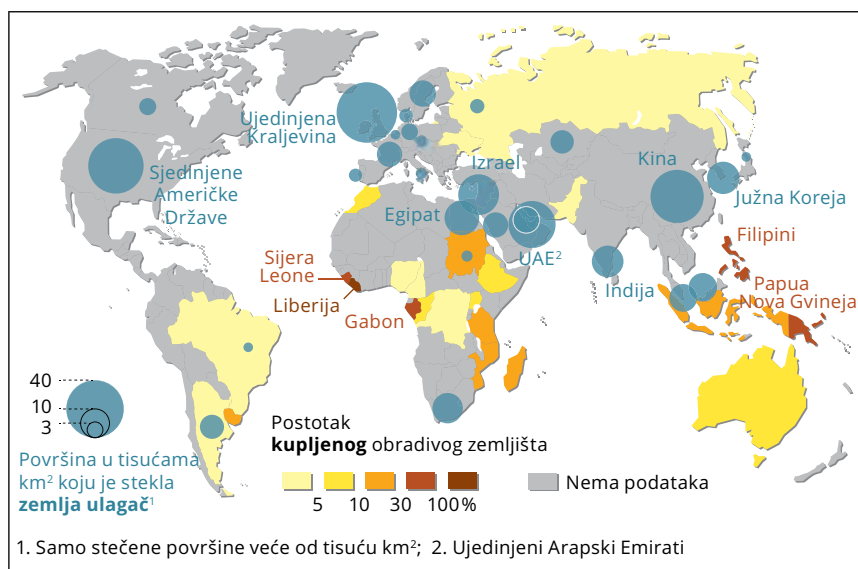 Ujedinjena
Kraljevina
Sjedinjene
Američke
Države
Izrael
Kina
Južna Koreja
Egipat
UAE²
Indija
Filipini
Papua
Nova Gvineja
Sijera
Leone
Liberija
Gabon
40
10
3
Površina u tisućama
km² koju je stekla
zemlja ulagač¹
Postotak
kupljenog obradivog zemljišta
5 10 30 100%
Nema podataka
1. Samo stečene površine veće od tisuću km²; 2. Ujedinjeni Arapski Emirati